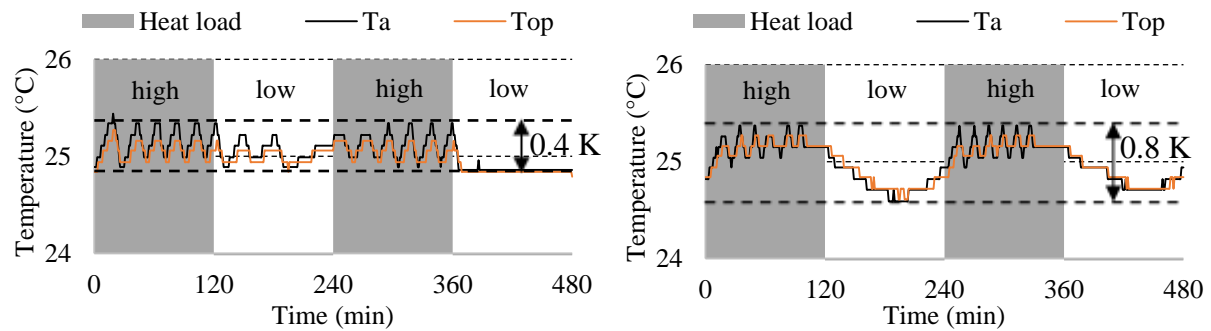 Heat load Ta Top
Temperature (°C)
26
25
24
high low high low
0.4 K
0 120 240 360 480
Time (min)
Heat load Ta Top
Temperature (°C)
26
25
24
high low high low
0.8 K
0 120 240 360 480
Time (min)